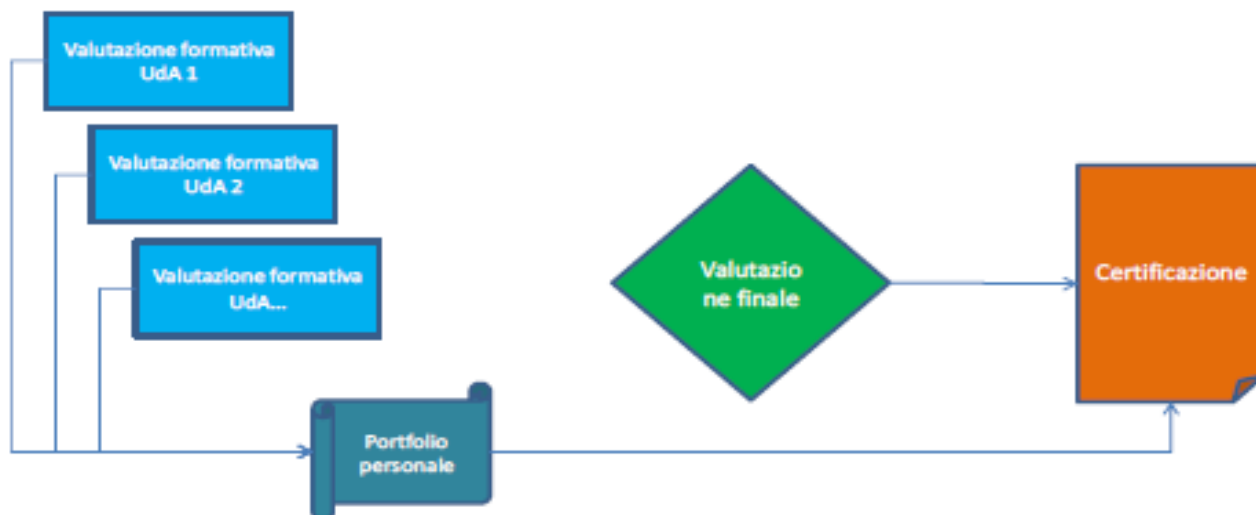 Valutazione formativa
UdA 1
Valutazione formativa
UdA 2
Valutazione formativa
UdA...
Valutazio
ne finale
Certificazione
Portfolio
personale